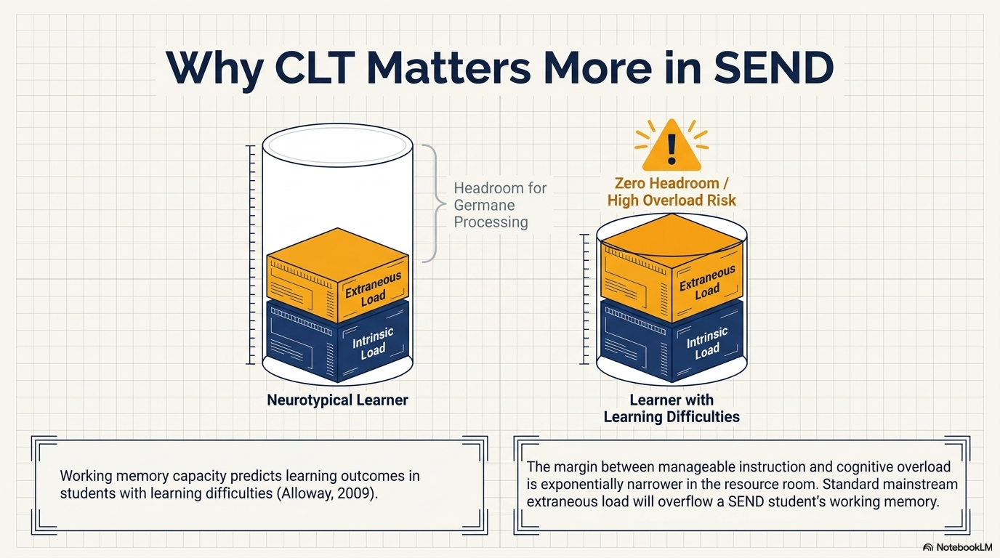 Why CLT Matters More in SEND
Headroom for
Germane
Processing
Extraneous
Load
Intrinsic
Load
Neurotypical Learner
Zero Headroom /
High Overload Risk
Extraneous
Load
Intrinsic
Load
Learner with
Learning Difficulties
Working memory capacity predicts learning outcomes in
students with learning difficulties (Alloway, 2009).
The margin between manageable instruction and cognitive overload
is exponentially narrower in the resource room. Standard mainstream
extraneous load will overflow a SEND student's working memory.
NotebookLM